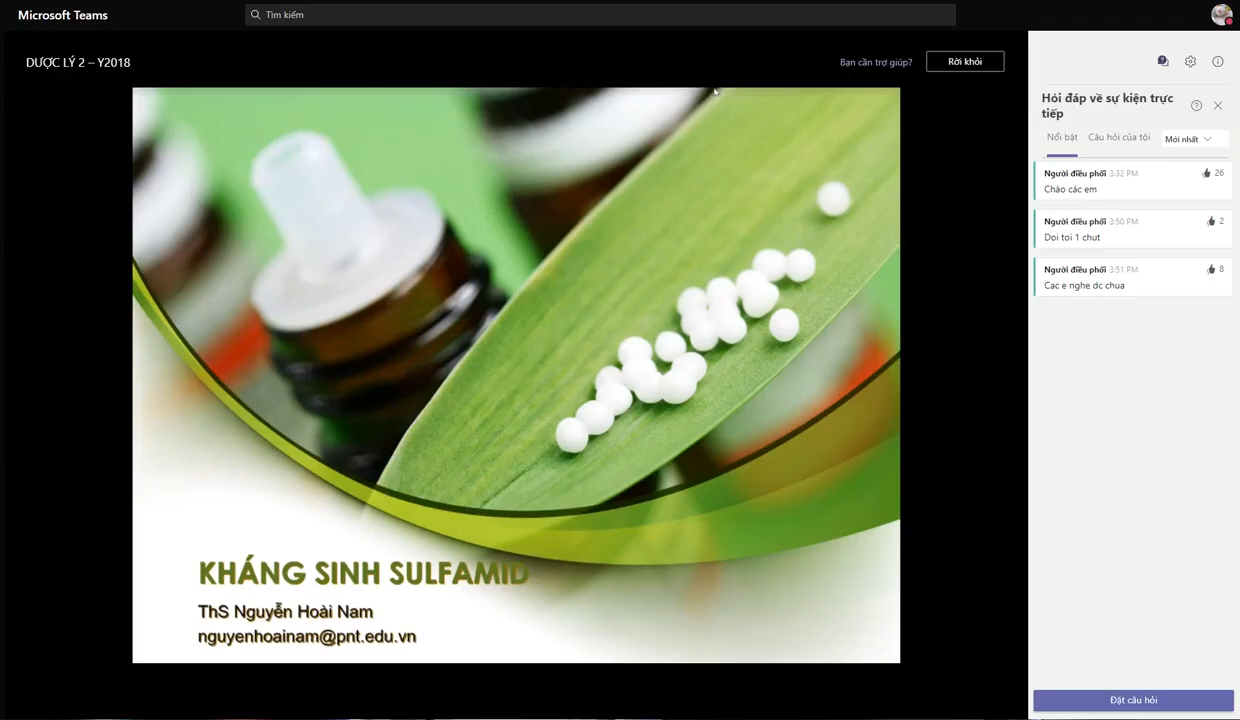 Microsoft Teams
Tìm kiếm
DƯỢC LÝ 2 – Y2018
Bạn cần trợ giúp?
Rời khỏi
KHÁNG SINH SULFAMID
ThS Nguyễn Hoài Nam
nguyenhoainam@pnt.edu.vn
Hỏi đáp về sự kiện trực
tiếp
Nổi bật
Câu hỏi của tôi
Mới nhất
Người điều phối 3:32 PM 26
Chào các em
Người điều phối 3:50 PM 2
Doi toi 1 chut
Người điều phối 3:51 PM 8
Cac e nghe dc chua
Đặt câu hỏi